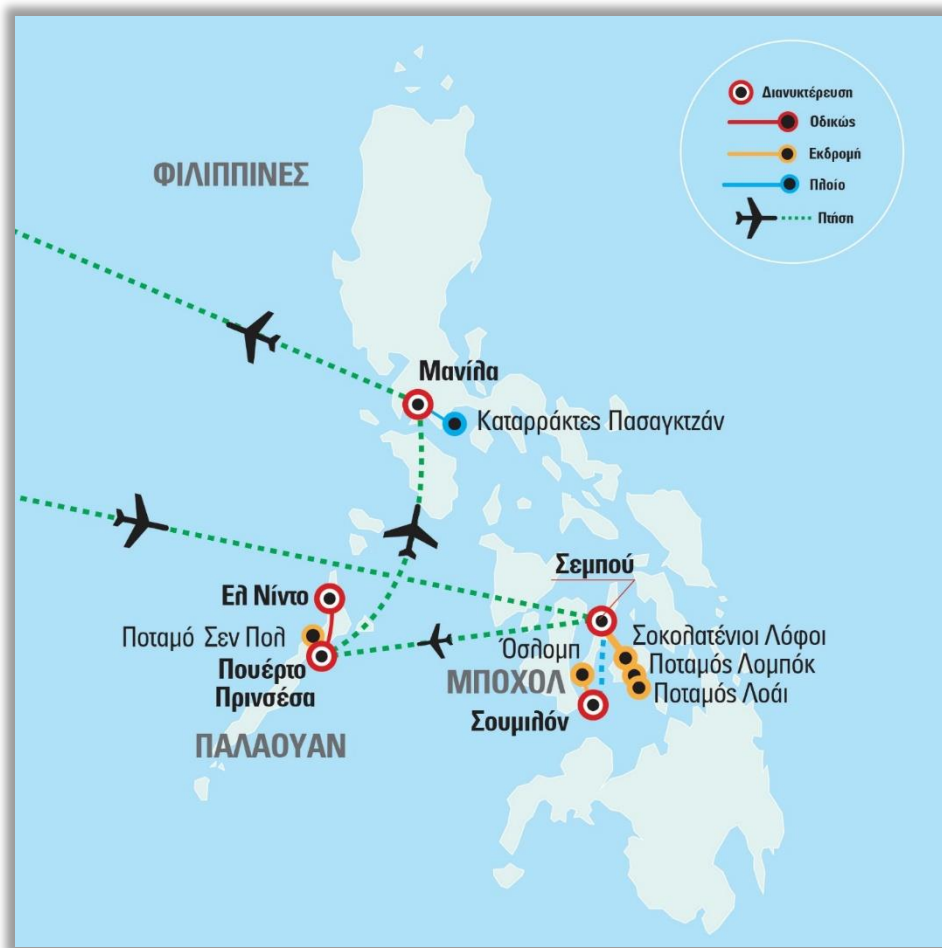 Διανυκτέρευση
Οδικώς
Εκδρομή
Πλοίο
Πτήση
ΦΙΛΙΠΠΙΝΕΣ
Μανίλα
Καταρράκτες Πασαγκτζάν
Σεμπού
Ελ Νίντο
Ποταμό Σεν Πολ
Πουέρτο
Πρινσέσα
ΠΑΛΑΟΥΑΝ
Όσλομπ
ΜΠΟΧΟΛ
Σουμιλόν
Σοκολατένιοι Λόφοι
Ποταμός Λομπόκ
Ποταμός Λοάι